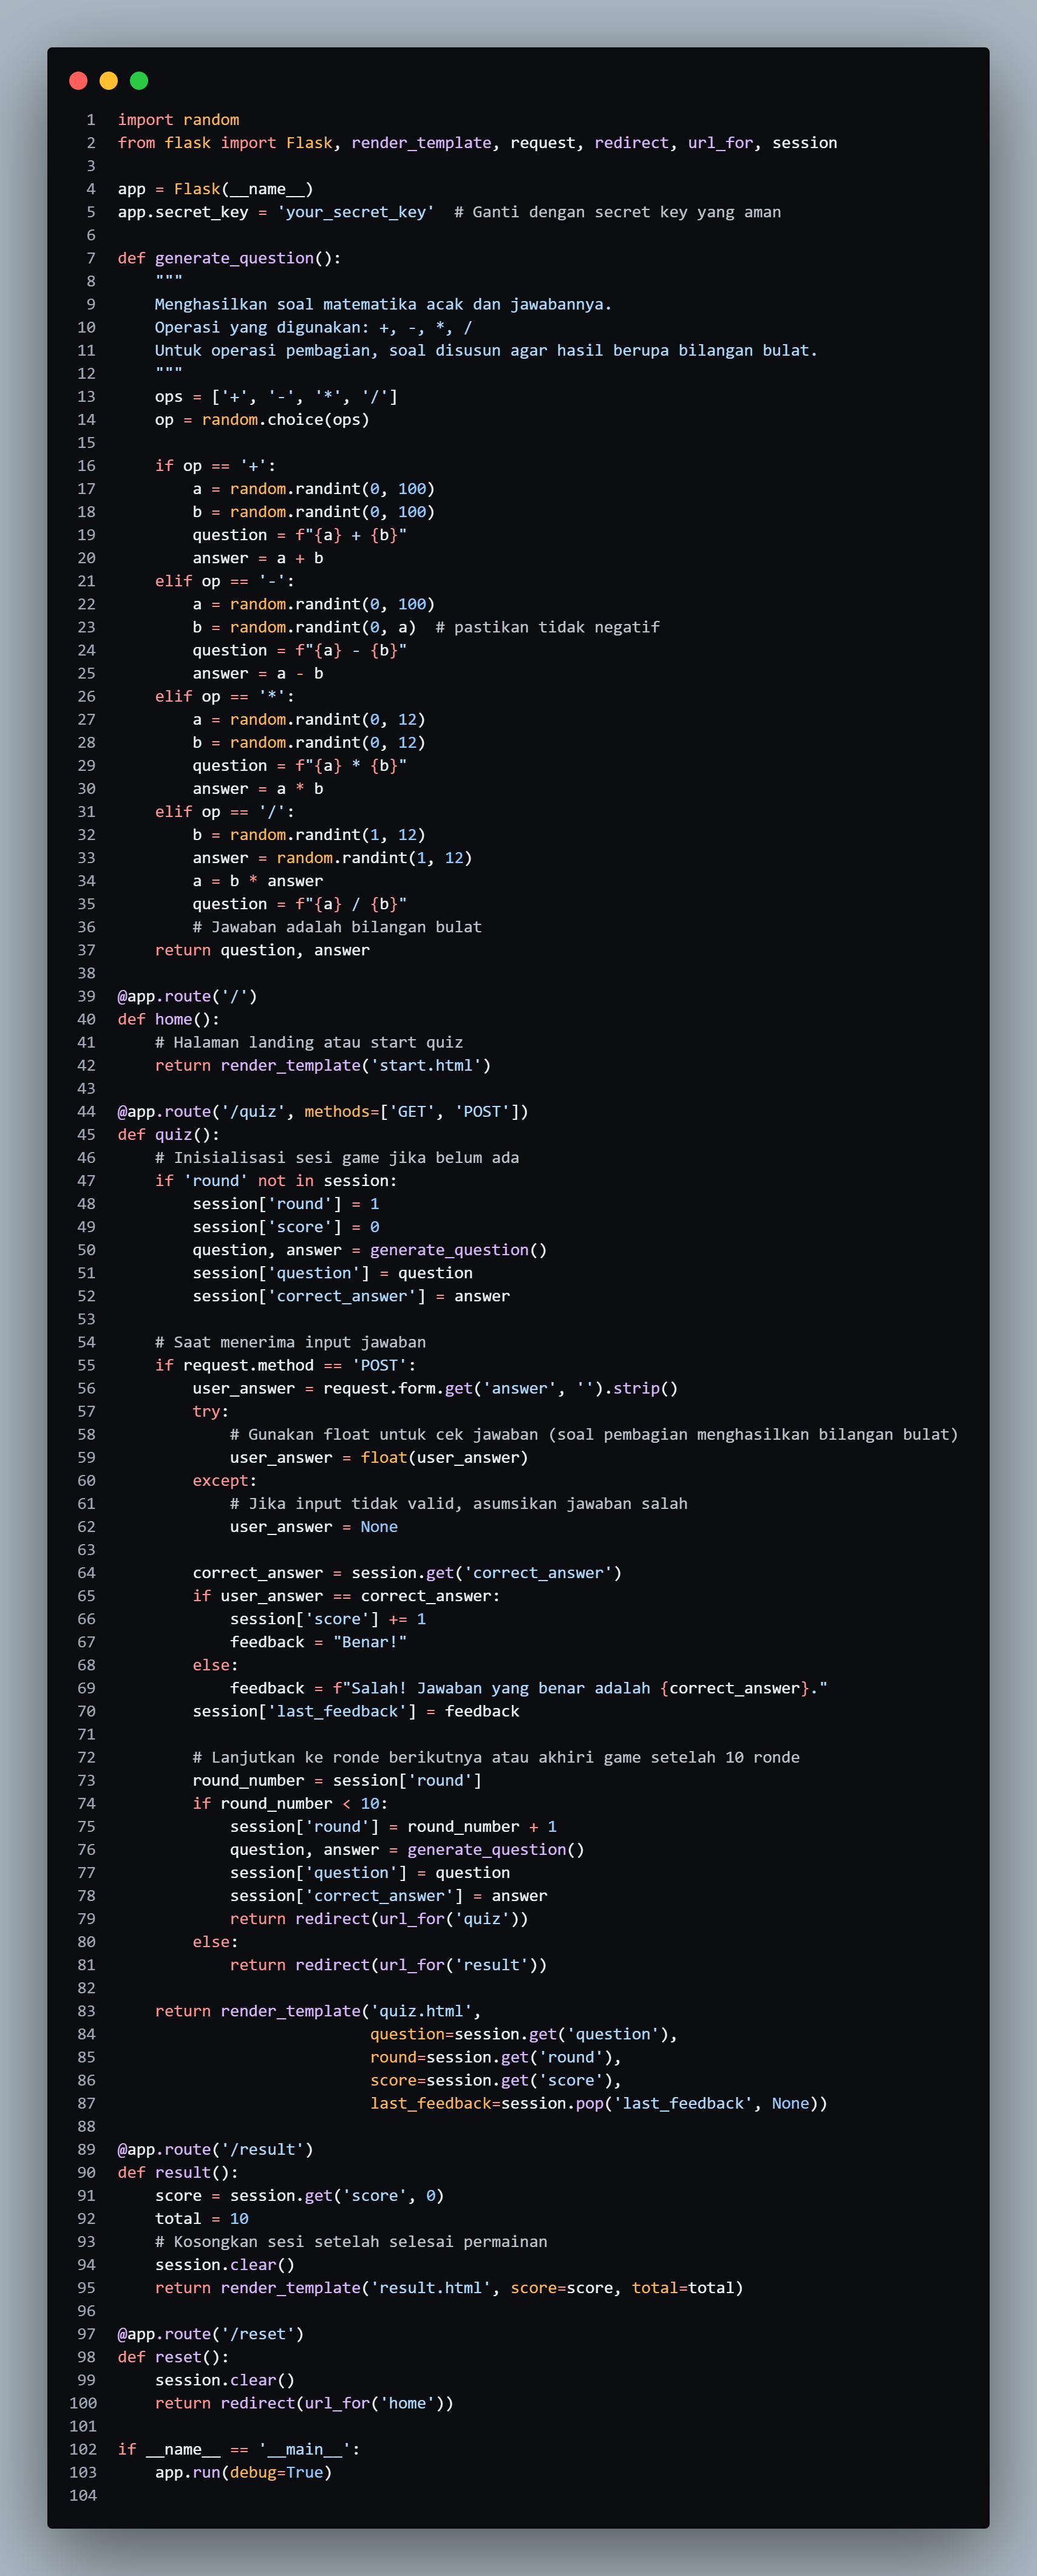 1 import random
2 from flask import Flask, render_template, request, redirect, url_for, session
3
4 app = Flask(__name__)
5 app.secret_key = 'your_secret_key'  # Ganti dengan secret key yang aman
6
7 def generate_question():
8     """
9     Menghasilkan soal matematika acak dan jawabannya.
10     Operasi yang digunakan: +, -, *, /
11     Untuk operasi pembagian, soal disusun agar hasil berupa bilangan bulat.
12     """
13     ops = ['+', '-', '*', '/']
14     op = random.choice(ops)
15
16     if op == '+':
17         a = random.randint(0, 100)
18         b = random.randint(0, 100)
19         question = f"{a} + {b}"
20         answer = a + b
21     elif op == '-':
22         a = random.randint(0, 100)
23         b = random.randint(0, a)  # pastikan tidak negatif
24         question = f"{a} - {b}"
25         answer = a - b
26     elif op == '*':
27         a = random.randint(0, 12)
28         b = random.randint(0, 12)
29         question = f"{a} * {b}"
30         answer = a * b
31     elif op == '/':
32         b = random.randint(1, 12)
33         answer = random.randint(1, 12)
34         a = b * answer
35         question = f"{a} / {b}"
36         # Jawaban adalah bilangan bulat
37     return question, answer
38
39 @app.route('/')
40 def home():
41     # Halaman landing atau start quiz
42     return render_template('start.html')
43
44 @app.route('/quiz', methods=['GET', 'POST'])
45 def quiz():
46     # Inisialisasi sesi game jika belum ada
47     if 'round' not in session:
48         session['round'] = 1
49         session['score'] = 0
50         question, answer = generate_question()
51         session['question'] = question
52         session['correct_answer'] = answer
53
54     # Saat menerima input jawaban
55     if request.method == 'POST':
56         user_answer = request.form.get('answer', '').strip()
57         try:
58             # Gunakan float untuk cek jawaban (soal pembagian menghasilkan bilangan bulat)
59             user_answer = float(user_answer)
60         except:
61             # Jika input tidak valid, asumsikan jawaban salah
62             user_answer = None
63
64         correct_answer = session.get('correct_answer')
65         if user_answer == correct_answer:
66             session['score'] += 1
67             feedback = "Benar!"
68         else:
69             feedback = f"Salah! Jawaban yang benar adalah {correct_answer}."
70         session['last_feedback'] = feedback
71
72         # Lanjutkan ke ronde berikutnya atau akhiri game setelah 10 ronde
73         round_number = session['round']
74         if round_number < 10:
75             session['round'] = round_number + 1
76             question, answer = generate_question()
77             session['question'] = question
78             session['correct_answer'] = answer
79             return redirect(url_for('quiz'))
80         else:
81             return redirect(url_for('result'))
82
83     return render_template('quiz.html',
84                            question=session.get('question'),
85                            round=session.get('round'),
86                            score=session.get('score'),
87                            last_feedback=session.pop('last_feedback', None))
88
89 @app.route('/result')
90 def result():
91     score = session.get('score', 0)
92     total = 10
93     # Kosongkan sesi setelah selesai permainan
94     session.clear()
95     return render_template('result.html', score=score, total=total)
96
97 @app.route('/reset')
98 def reset():
99     session.clear()
100     return redirect(url_for('home'))
101
102 if __name__ == '__main__':
103     app.run(debug=True)
104